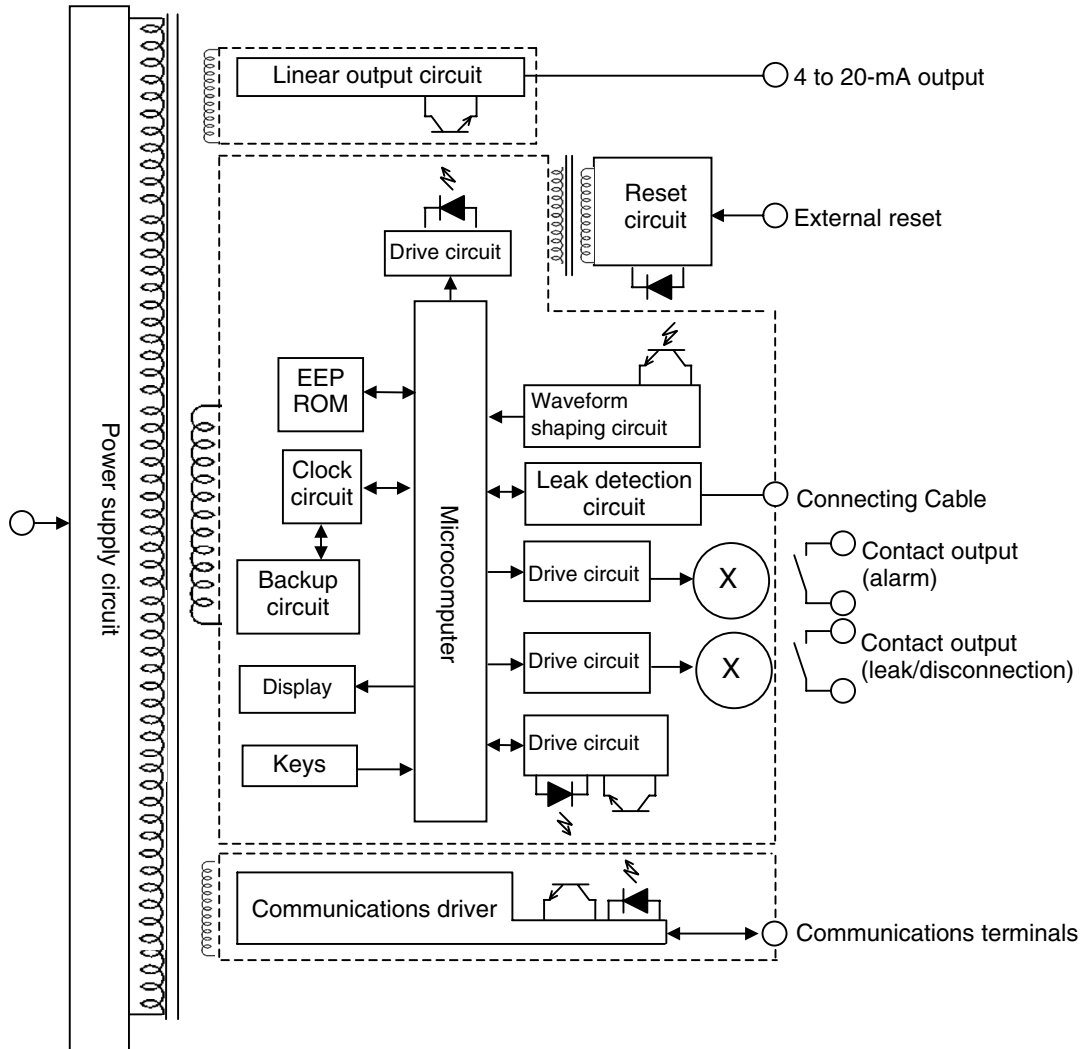 Power supply circuit
Linear output circuit
4 to 20-mA output
Reset
circuit
External reset
Drive circuit
EEP
ROM
Waveform
shaping circuit
Clock
circuit
Leak detection
circuit
Connecting Cable
Microcomputer
Backup
circuit
Drive circuit
X
Contact output
(alarm)
Display
Drive circuit
X
Contact output
(leak/disconnection)
Keys
Drive circuit
Communications driver
Communications terminals